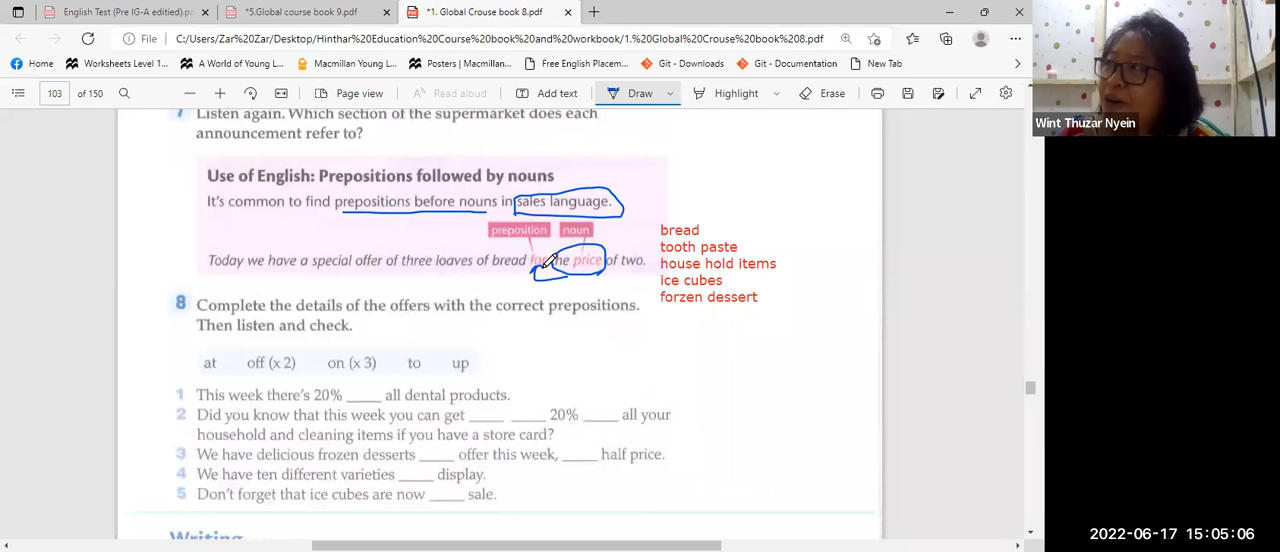 English Test (Pre IG-A editied).p
*5.Global course book 9.pdf
*1. Global Crouse book 8.pdf
File
C:/Users/Zar%20Zar/Desktop/Hinthar%20Education%20Course%20book%20and%20workbook/1.%20Global%20Crouse%20book%208.pdf
Home
Worksheets Level 1...
A World of Young L...
Macmillan Young L...
Posters | Macmillan...
Free English Placem...
Git - Downloads
Git - Documentation
New Tab
103 of 150
Page view
Read aloud
Add text
Draw
Highlight
Erase
Wint Thuzar Nyein
7 Listen again. Which section of the supermarket does each
announcement refer to?
Use of English: Prepositions followed by nouns
It's common to find prepositions before nouns in sales language.
preposition noun
Today we have a special offer of three loaves of bread for the price of two.
bread
tooth paste
house hold items
ice cubes
forzen dessert
8 Complete the details of the offers with the correct prepositions.
Then listen and check.
at off (x 2) on (x 3) to up
1 This week there's 20% ____ all dental products.
2 Did you know that this week you can get ____ ____ 20% ____ all your
household and cleaning items if you have a store card?
3 We have delicious frozen desserts ____ offer this week, ____ half price.
4 We have ten different varieties ____ display.
5 Don't forget that ice cubes are now ____ sale.
Writing
2022-06-17 15:05:06